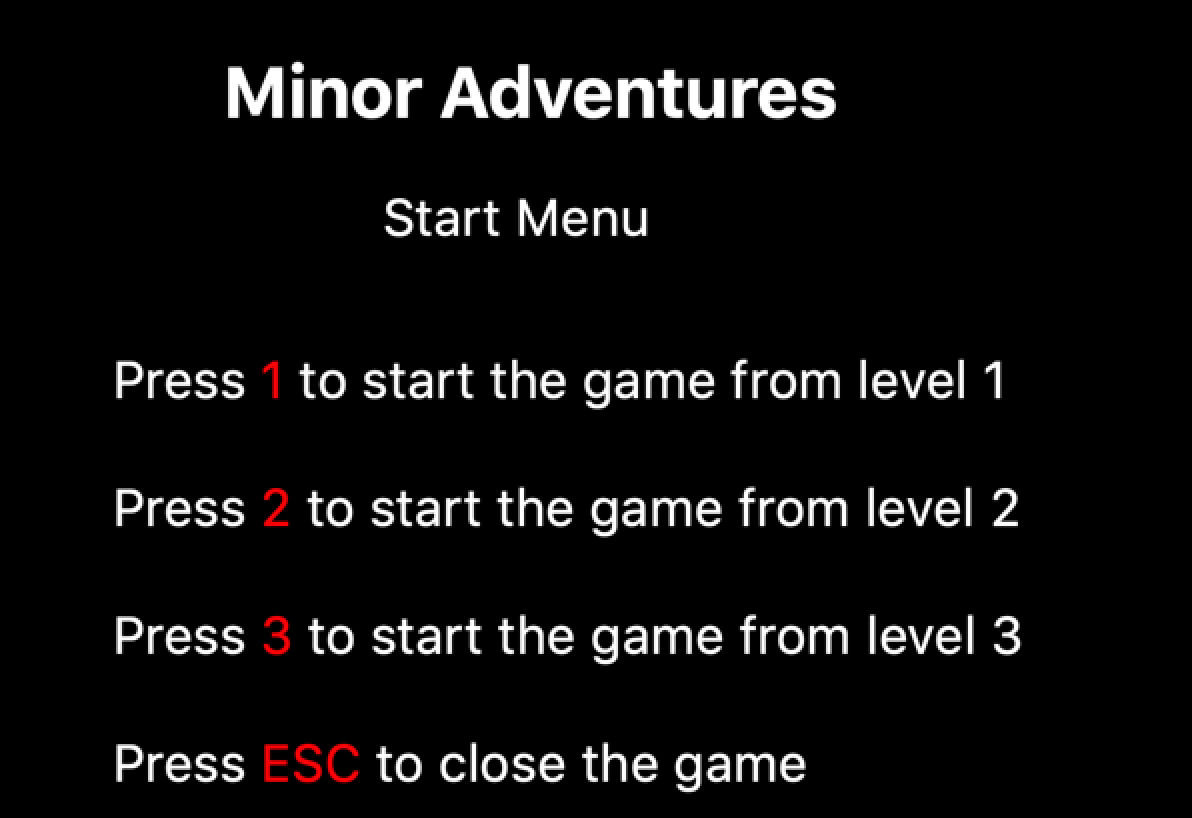 Minor Adventures
Start Menu
Press 1 to start the game from level 1
Press 2 to start the game from level 2
Press 3 to start the game from level 3
Press ESC to close the game